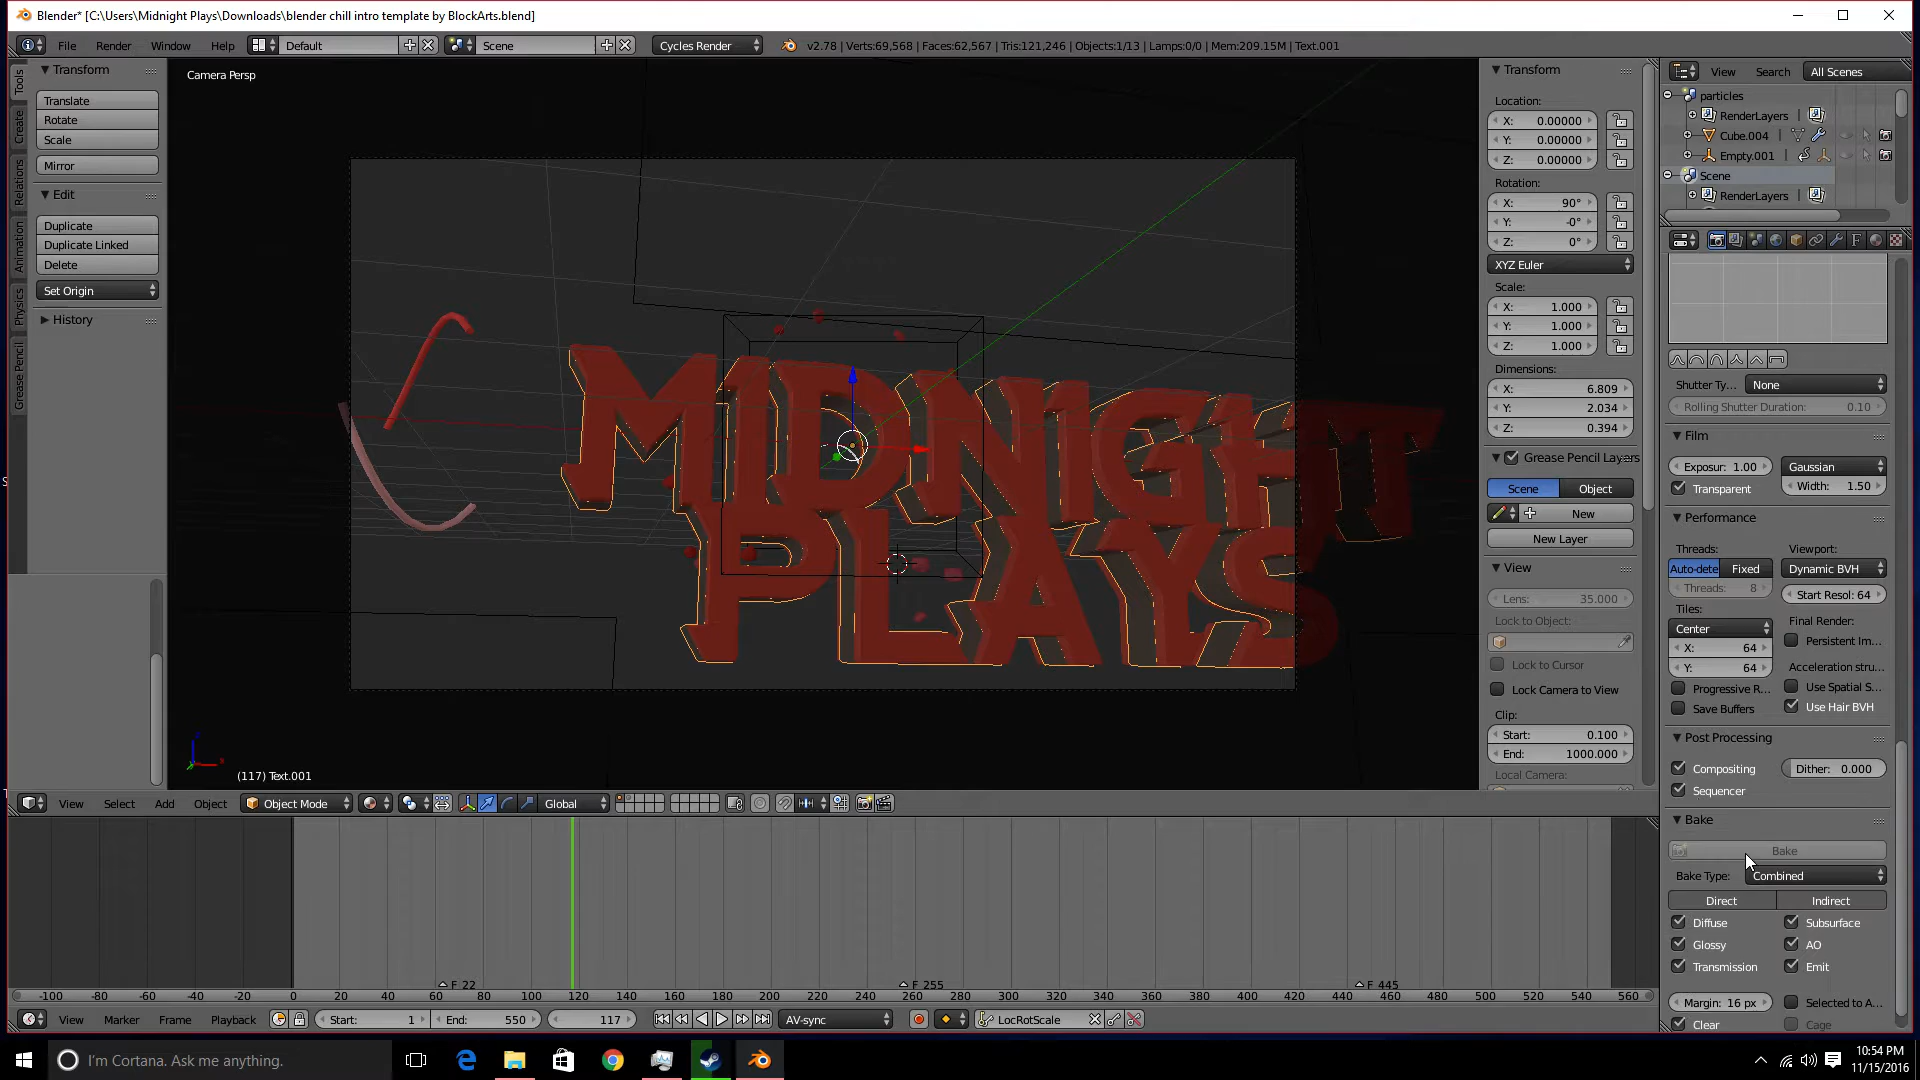 Blender* [C:\Users\Midnight Plays\Downloads\blender chill intro template by BlockArts.blend]
File Render Window Help Default Scene Cycles Render v2.78 | Verts:69,568 | Faces:62,567 | Tris:121,246 | Objects:1/13 | Lamps:0/0 | Mem:209.15M | Text.001
Tools
Create
Relations
Animation
Physics
Grease Pencil
Transform
Translate
Rotate
Scale
Mirror
Edit
Duplicate
Duplicate Linked
Delete
Set Origin
History
Camera Persp
MIDNIGHT
PLAYS
(117) Text.001
Transform
Location:
X: 0.00000
Y: 0.00000
Z: 0.00000
Rotation:
X: 90°
Y: -0°
Z: 0°
XYZ Euler
Scale:
X: 1.000
Y: 1.000
Z: 1.000
Dimensions:
X: 6.809
Y: 2.034
Z: 0.394
Grease Pencil Layers
Scene Object
New
New Layer
View
Lens: 35.000
Lock to Object:
Lock to Cursor
Lock Camera to View
Clip:
Start: 0.100
End: 1000.000
Local Camera:
View Search All Scenes
particles
RenderLayers
Cube.004
Empty.001
Scene
RenderLayers
Shutter Ty... None
Rolling Shutter Duration: 0.10
Film
Exposur: 1.00 Gaussian
Transparent Width: 1.50
Performance
Threads: Viewport:
Auto-dete Fixed Dynamic BVH
Threads: 8 Start Resol: 64
Tiles: Final Render:
Center Persistent Im...
X: 64 Acceleration stru...
Y: 64 Use Spatial S...
Progressive R... Use Hair BVH
Save Buffers
Post Processing
Compositing Dither: 0.000
Sequencer
Bake
Bake
Bake Type: Combined
Direct Indirect
Diffuse Subsurface
Glossy AO
Transmission Emit
Margin: 16 px Selected to A...
Clear Cage
View Select Add Object Object Mode Global
F 22 F 255 F 445
-100 -80 -60 -40 -20 0 20 40 60 80 100 120 140 160 180 200 220 240 260 280 300 320 340 360 380 400 420 440 460 480 500 520 540 560
View Marker Frame Playback Start: 1 End: 550 117 AV-sync LocRotScale
I'm Cortana. Ask me anything.
10:54 PM
11/15/2016